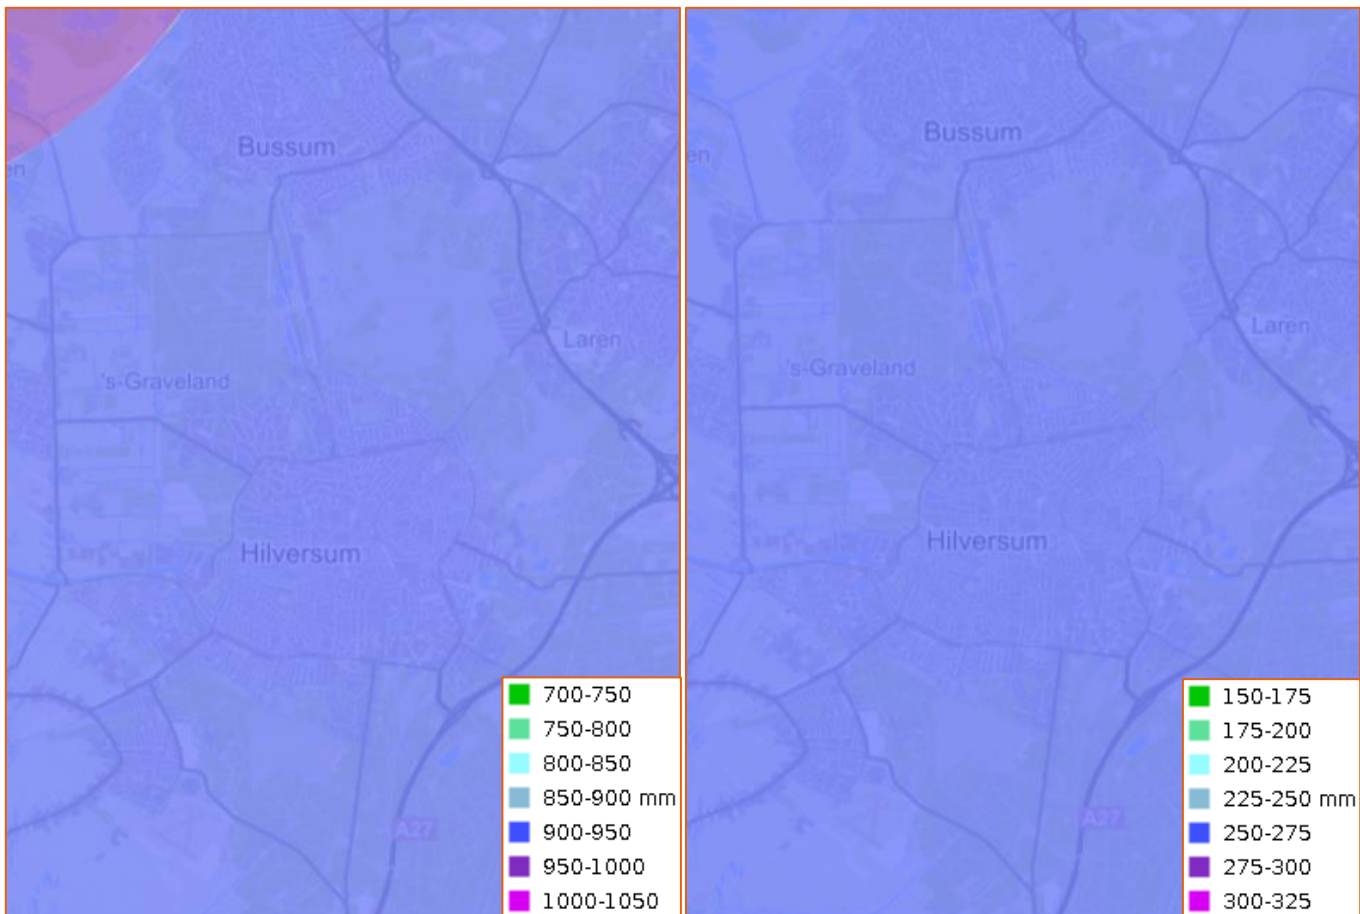 Bussum
en
Laren
's-Graveland
Hilversum
A27
700-750
750-800
800-850
850-900 mm
900-950
950-1000
1000-1050
Bussum
en
Laren
's-Graveland
Hilversum
A27
150-175
175-200
200-225
225-250 mm
250-275
275-300
300-325